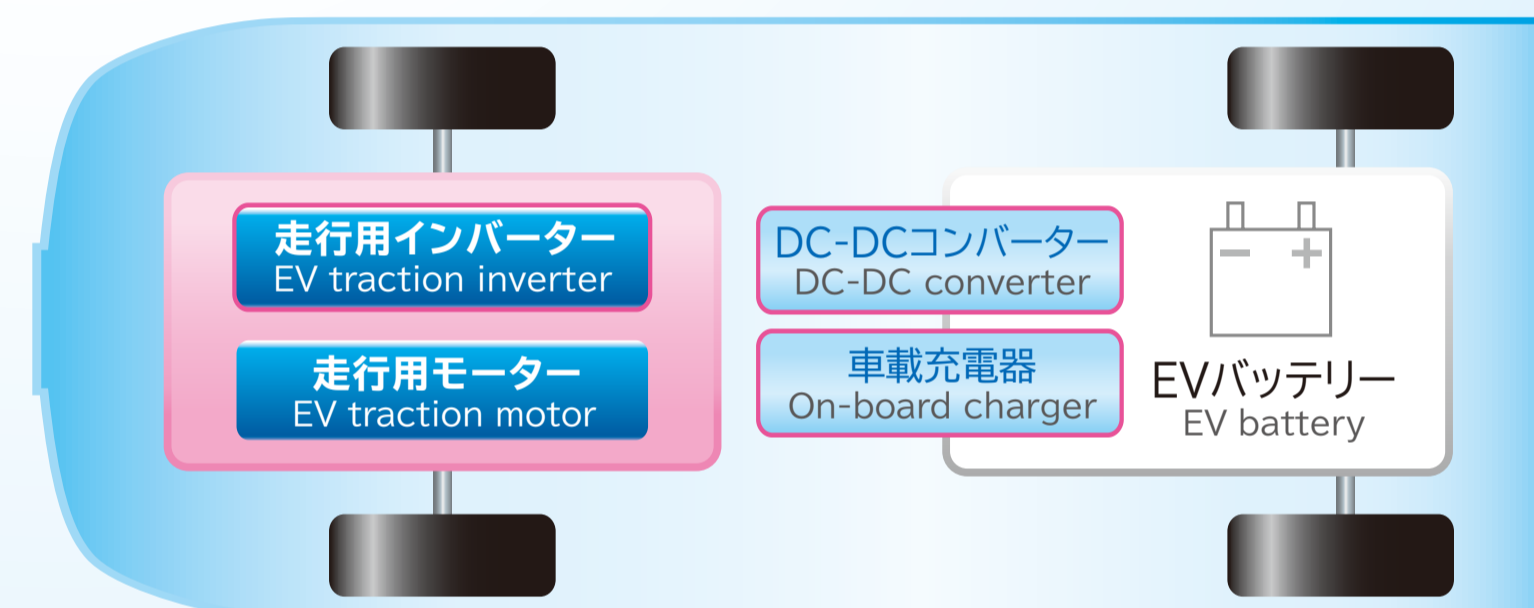 走行用インバーター
EV traction inverter
走行用モーター
EV traction motor
DC-DCコンバーター
DC-DC converter
車載充電器
On-board charger
EVバッテリー
EV battery